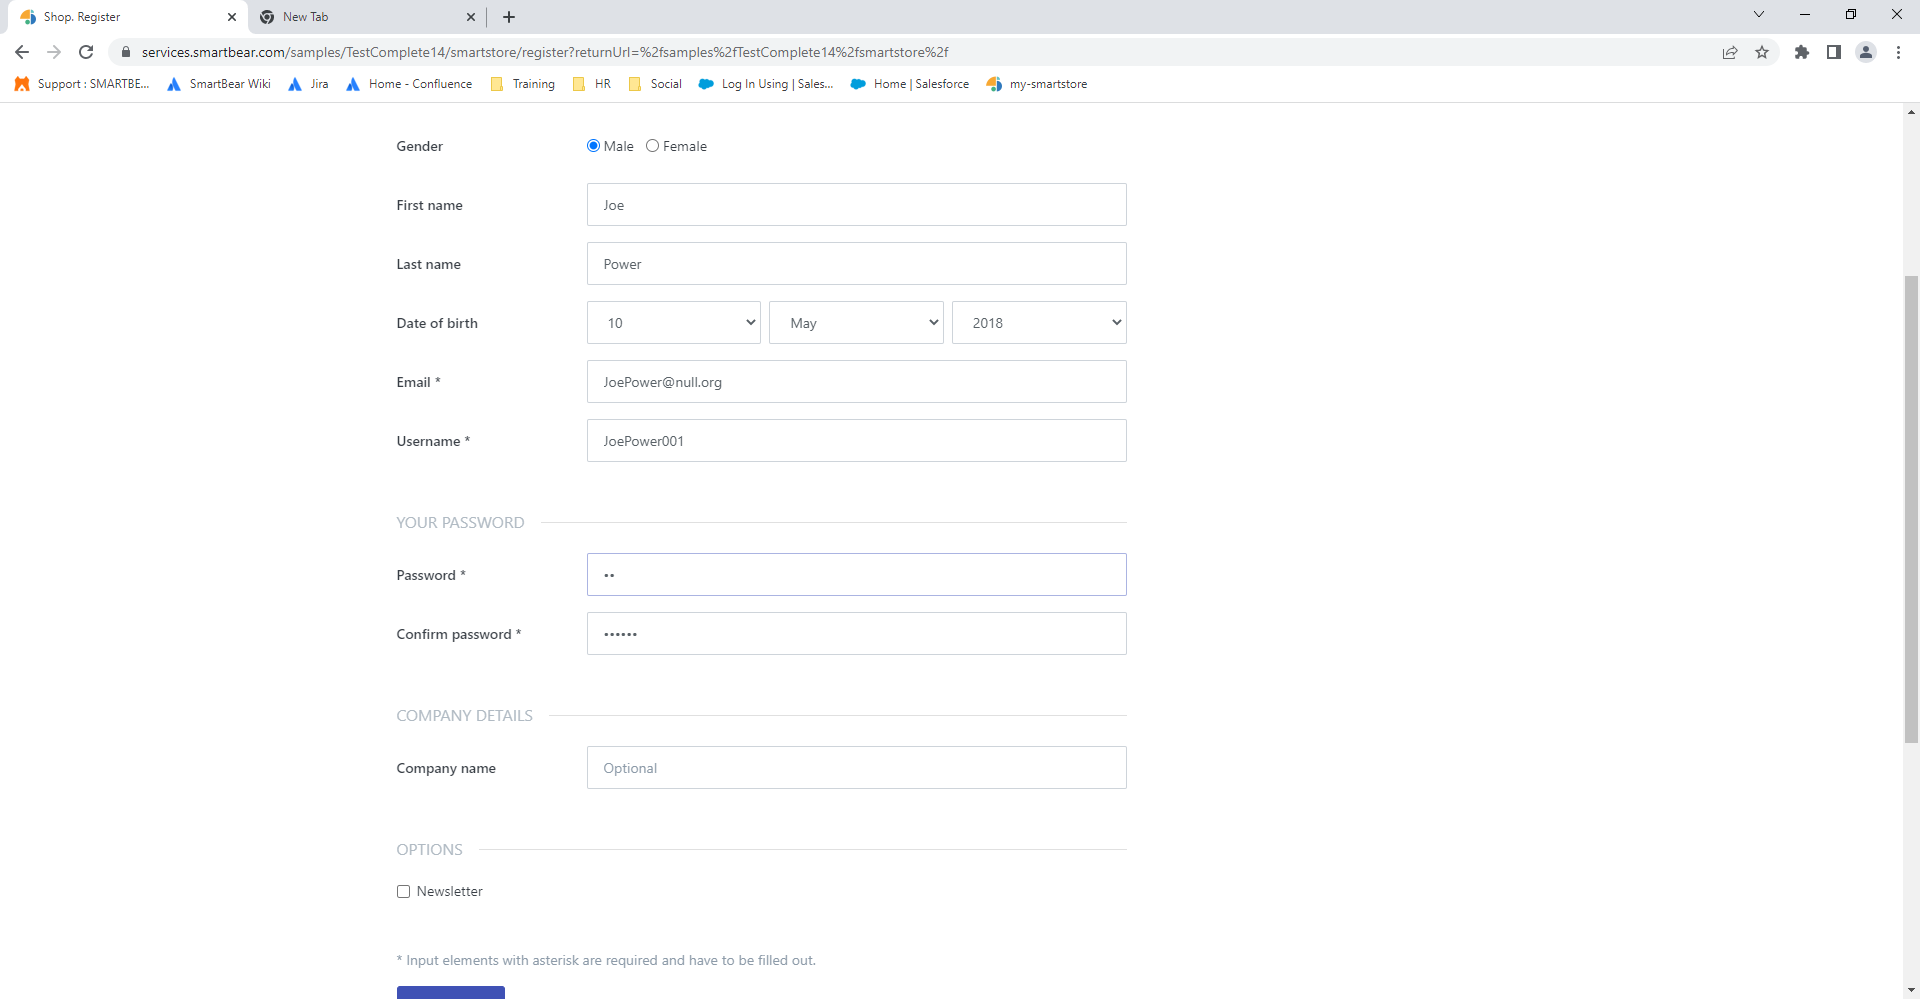 Shop. Register
New Tab
services.smartbear.com/samples/TestComplete14/smartstore/register?returnUrl=%2fsamples%2fTestComplete14%2fsmartstore%2f
Support : SMARTBE...
SmartBear Wiki
Jira
Home - Confluence
Training
HR
Social
Log In Using | Sales...
Home | Salesforce
my-smartstore
Gender
Male
Female
First name
Joe
Last name
Power
Date of birth
10
May
2018
Email *
JoePower@null.org
Username *
JoePower001
YOUR PASSWORD
Password *
••
Confirm password *
••••••
COMPANY DETAILS
Company name
Optional
OPTIONS
Newsletter
* Input elements with asterisk are required and have to be filled out.